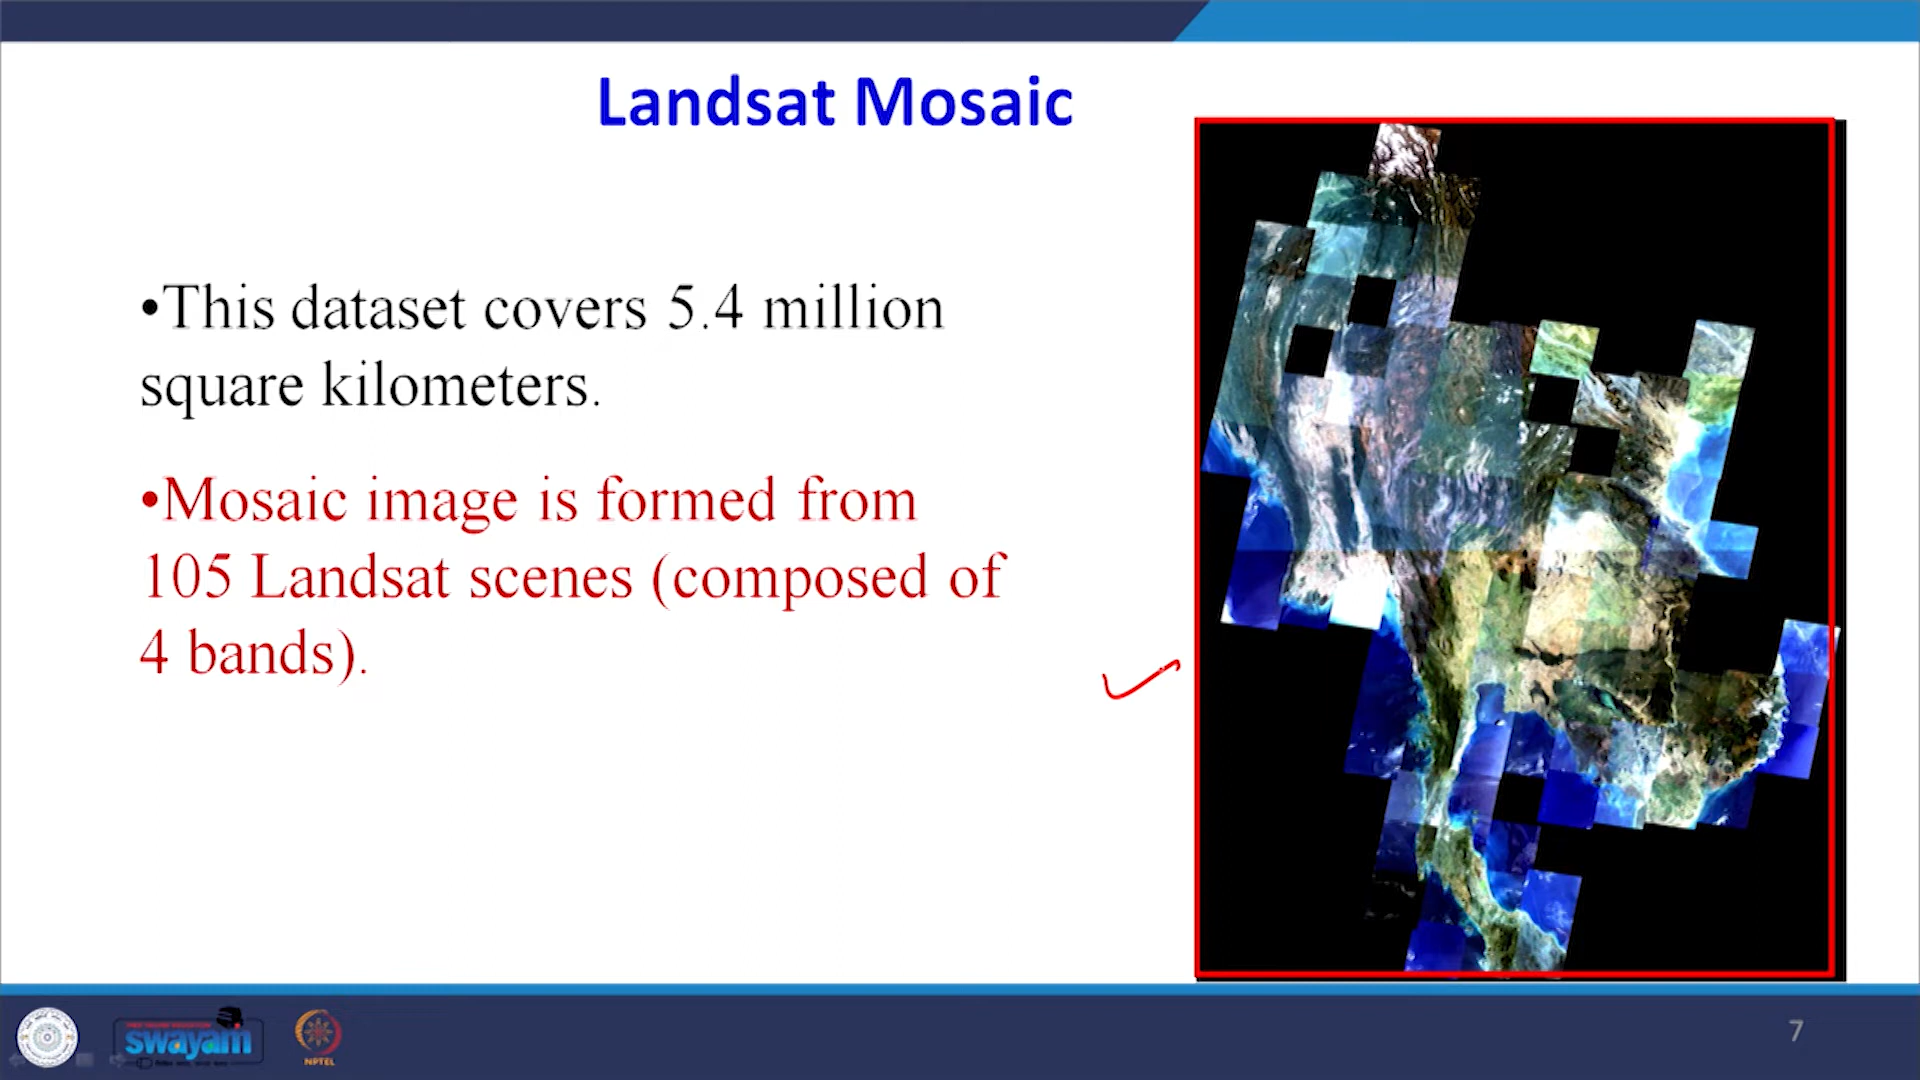 Landsat Mosaic
•This dataset covers 5.4 million
square kilometers.
•Mosaic image is formed from
105 Landsat scenes (composed of
4 bands).
swayam
NPTEL
7